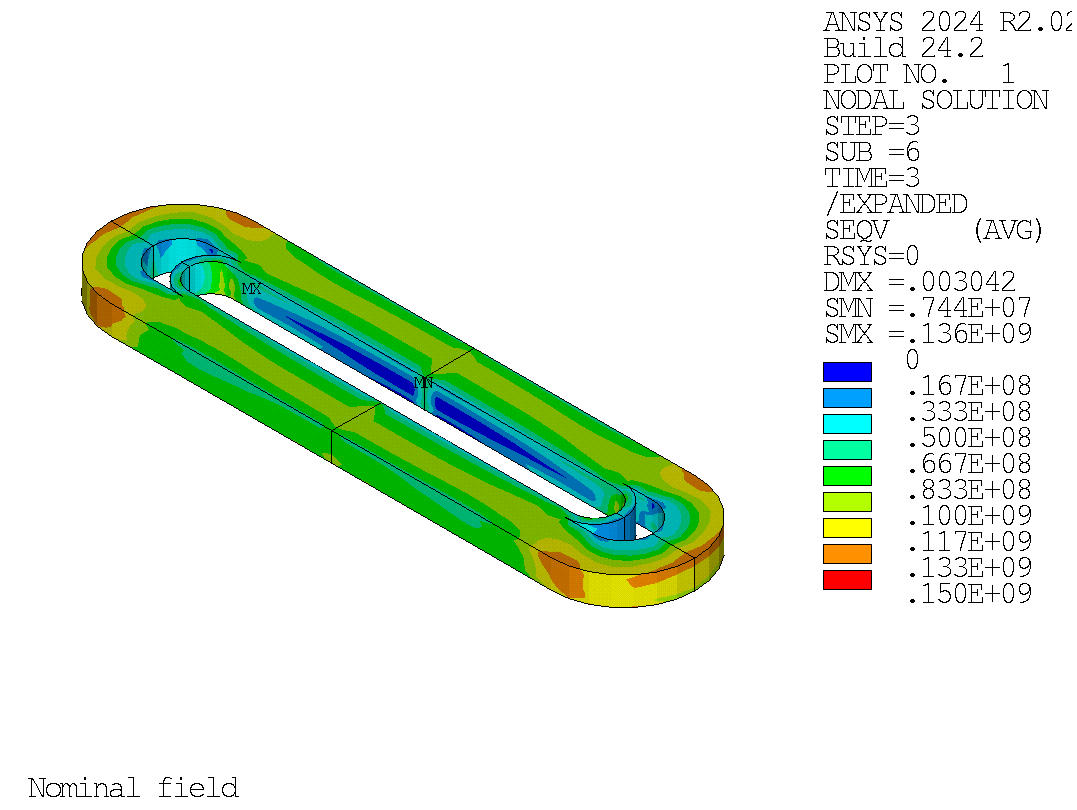 ANSYS 2024 R2.02
Build 24.2
PLOT NO. 1
NODAL SOLUTION
STEP=3
SUB =6
TIME=3
/EXPANDED
SEQV (AVG)
RSYS=0
DMX =.003042
SMN =.744E+07
SMX =.136E+09
0
.167E+08
.333E+08
.500E+08
.667E+08
.833E+08
.100E+09
.117E+09
.133E+09
.150E+09
MX
MN
Nominal field